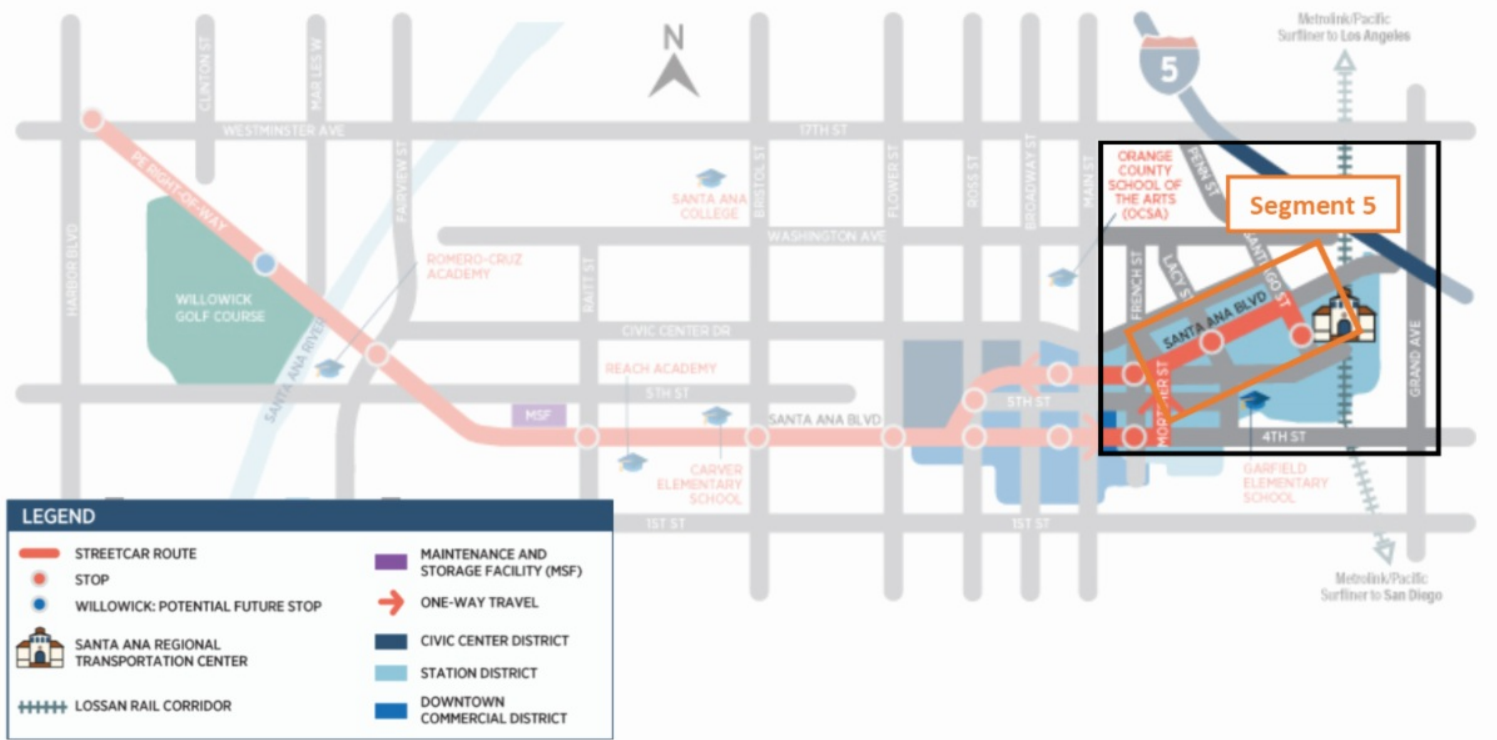 Metrolink/Pacific
Surfliner to Los Angeles
N
5
CLINTON ST
FAIRVIEW ST
WESTMINSTER AVE
17TH ST
PE RIGHT-OF-WAY
HARBOR BLVD
SANTA ANA
COLLEGE
BRISTOL ST
FLOWER ST
ROSS ST
BROADWAY ST
MAIN ST
ORANGE
COUNTY
SCHOOL OF
THE ARTS
(OCSA)
PENN ST
Segment 5
WASHINGTON AVE
SANTIAGO ST
ROMERO-CRUZ
ACADEMY
RAITT ST
FRENCH ST
LACY ST
WILLOWICK
GOLF COURSE
SANTA ANA BLVD
CIVIC CENTER DR
SANTA ANA RIVER
GRAND AVE
REACH ACADEMY
5TH ST
5TH ST
MSF
SANTA ANA BLVD
4TH ST
CARVER
ELEMENTARY
SCHOOL
GARFIELD
ELEMENTARY
SCHOOL
1ST ST
1ST ST
Metrolink/Pacific
Surfliner to San Diego
LEGEND
STREETCAR ROUTE
STOP
WILLOWICK: POTENTIAL FUTURE STOP
SANTA ANA REGIONAL
TRANSPORTATION CENTER
LOSSAN RAIL CORRIDOR
MAINTENANCE AND
STORAGE FACILITY (MSF)
ONE-WAY TRAVEL
CIVIC CENTER DISTRICT
STATION DISTRICT
DOWNTOWN
COMMERCIAL DISTRICT